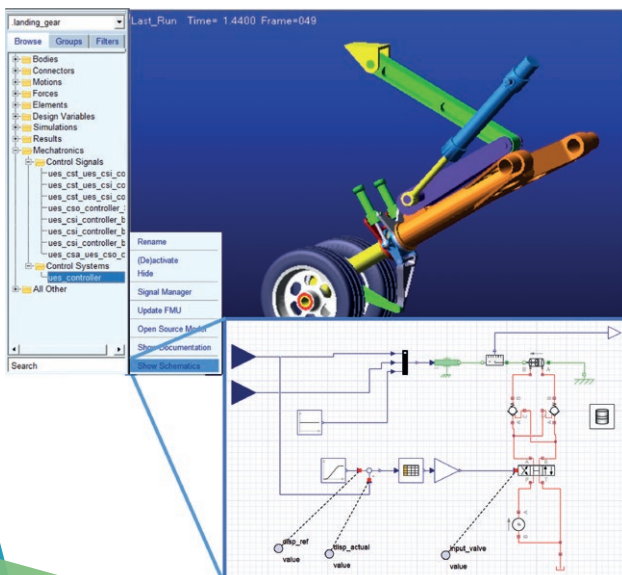 .landing_gear
Last_Run Time= 1.4400 Frame=049
Browse Groups Filters
Bodies
Connectors
Motions
Forces
Elements
Design Variables
Simulations
Results
Mechatronics
Control Signals
ues_cst_ues_csi_co
ues_cst_ues_csi_co
ues_cst_ues_csi_co
ues_cso_controller_
ues_csi_controller_b
ues_csi_controller_b
ues_csi_controller_b
ues_csa_ues_cso_c
Control Systems
ues_controller
All Other
Search
Rename
(De)activate
Hide
Signal Manager
Update FMU
Open Source Model
Show Documentation
Show Schematics
disp_ref
value
disp_actual
value
input_valve
value